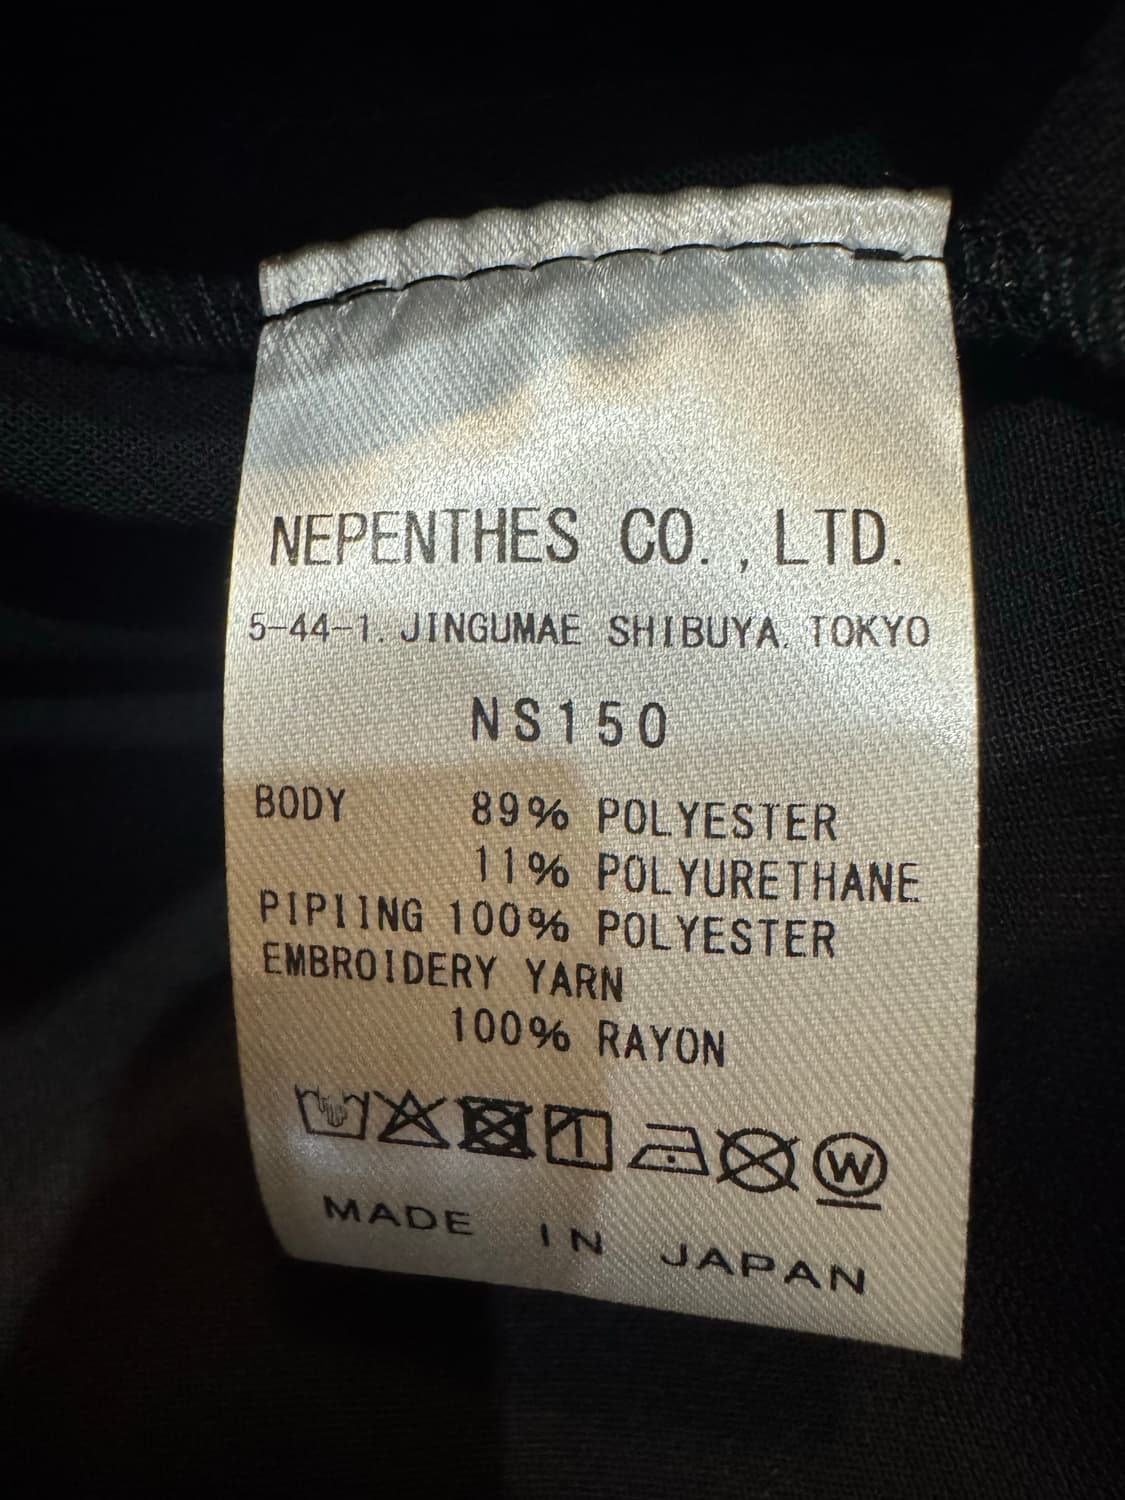 NEPENTHES CO.,LTD.
5-44-1. JINGUMAE SHIBUYA. TOKYO
NS150
BODY 89% POLYESTER
11% POLYURETHANE
PIPIING 100% POLYESTER
EMBROIDERY YARN
100% RAYON
W
MADE IN JAPAN